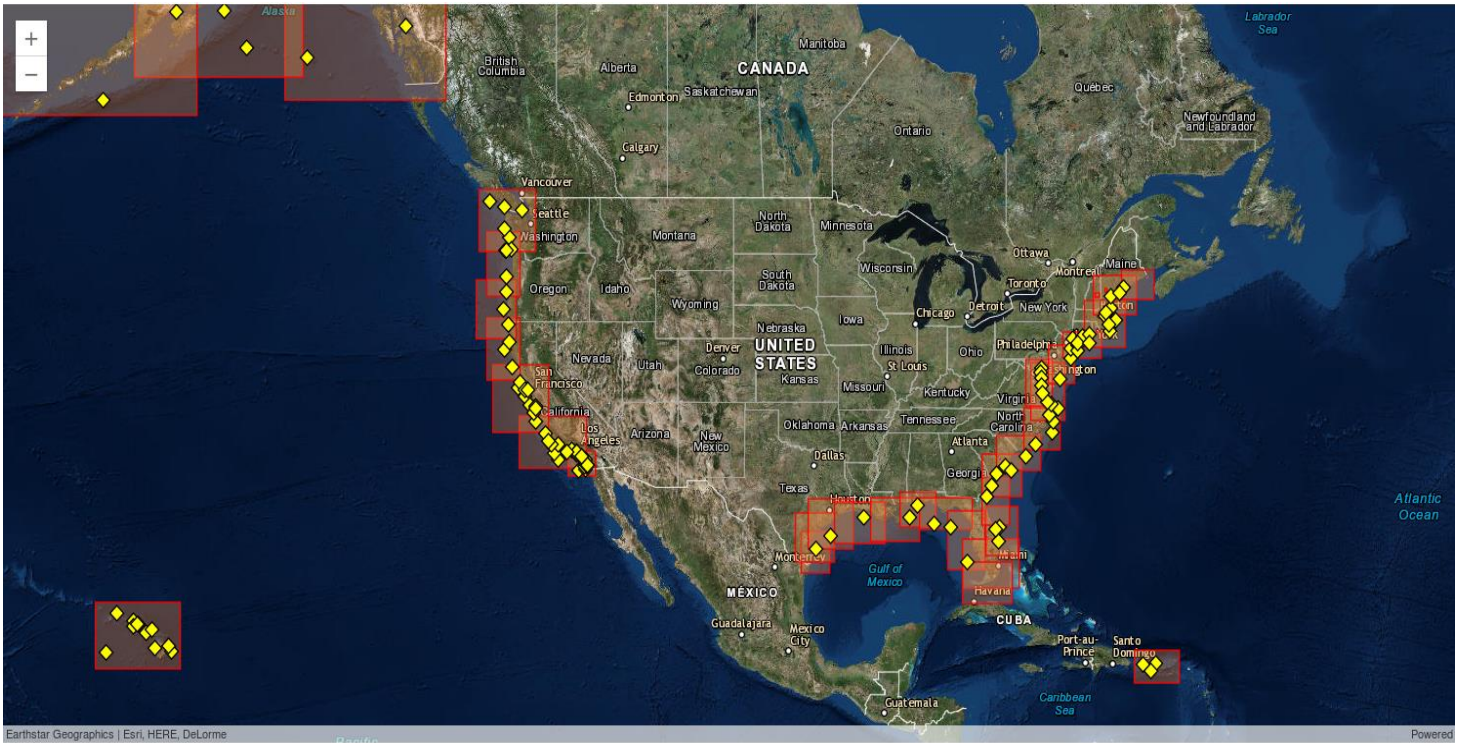 Alaska
Labrador
Sea
+
−
Manitoba
British
Columbia
Alberta
CANADA
Saskatchewan
Edmonton
Québec
Newfoundland
and Labrador
Ontario
Calgary
Vancouver
Seattle
Washington
North
Dakota
Minnesota
Montana
Ottawa
Montreal
Maine
Wisconsin
South
Dakota
Toronto
Oregon
Idaho
Wyoming
Detroit
New York
Iowa
Chicago
Nebraska
UNITED
STATES
Denver
Colorado
Kansas
Illinois
Ohio
Philadelphia
Nevada
Utah
St Louis
Missouri
San
Francisco
Kentucky
Virginia
California
Los
Angeles
Arizona
New
Mexico
Oklahoma
Arkansas
Tennessee
North
Carolina
Atlanta
Dallas
Georgia
Texas
Houston
Atlantic
Ocean
Monterrey
Gulf of
Mexico
Miami
MÉXICO
Havana
CUBA
Guadalajara
Mexico
City
Port-au-
Prince
Santo
Domingo
Caribbean
Sea
Guatemala
Earthstar Geographics | Esri, HERE, DeLorme
Powered
Pacific